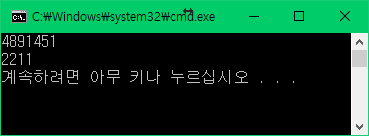 C:₩Windows₩system32₩cmd.exe
4891451
2211
계속하려면 아무 키나 누르십시오 . . .